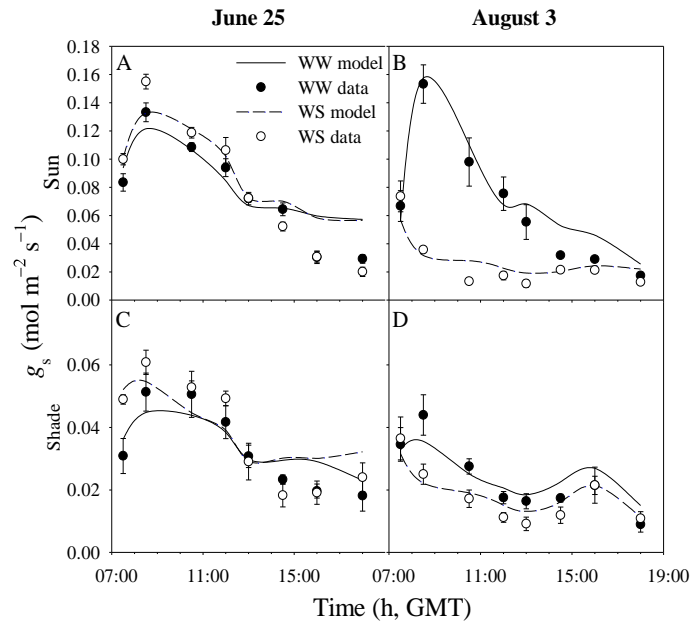 June 25
August 3
A
WW model
WW data
WS model
WS data
B
0.18
0.16
0.14
0.12
0.10
0.08
0.06
0.04
0.02
0.00
Sun
C
D
0.06
0.04
0.02
0.00
Shade
gs (mol m−2 s−1)
07:00
11:00
15:00
07:00
11:00
15:00
19:00
Time (h, GMT)